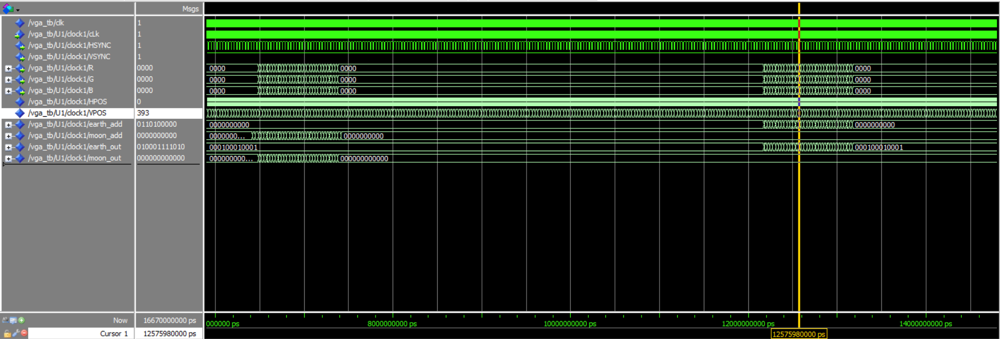 Msgs
/vga_tb/clk 1
/vga_tb/U1/clock1/cLk 1
/vga_tb/U1/clock1/HSYNC 1
/vga_tb/U1/clock1/VSYNC 1
/vga_tb/U1/clock1/R 0000 0000 0000 0000
/vga_tb/U1/clock1/G 0000 0000 0000 0000
/vga_tb/U1/clock1/B 0000 0000 0000 0000
/vga_tb/U1/clock1/HPOS 0
/vga_tb/U1/clock1/VPOS 393
/vga_tb/U1/clock1/earth_add 0110100000 0000000000 0000000000
/vga_tb/U1/clock1/moon_add 0000000000 0000000... 0000000000
/vga_tb/U1/clock1/earth_out 010001111010 000100010001 000100010001
/vga_tb/U1/clock1/moon_out 000000000000 000000000... 000000000000
Now 16670000000 ps 000000 ps 8000000000 ps 10000000000 ps 12000000000 ps 14000000000 ps
Cursor 1 12575980000 ps 12575980000 ps